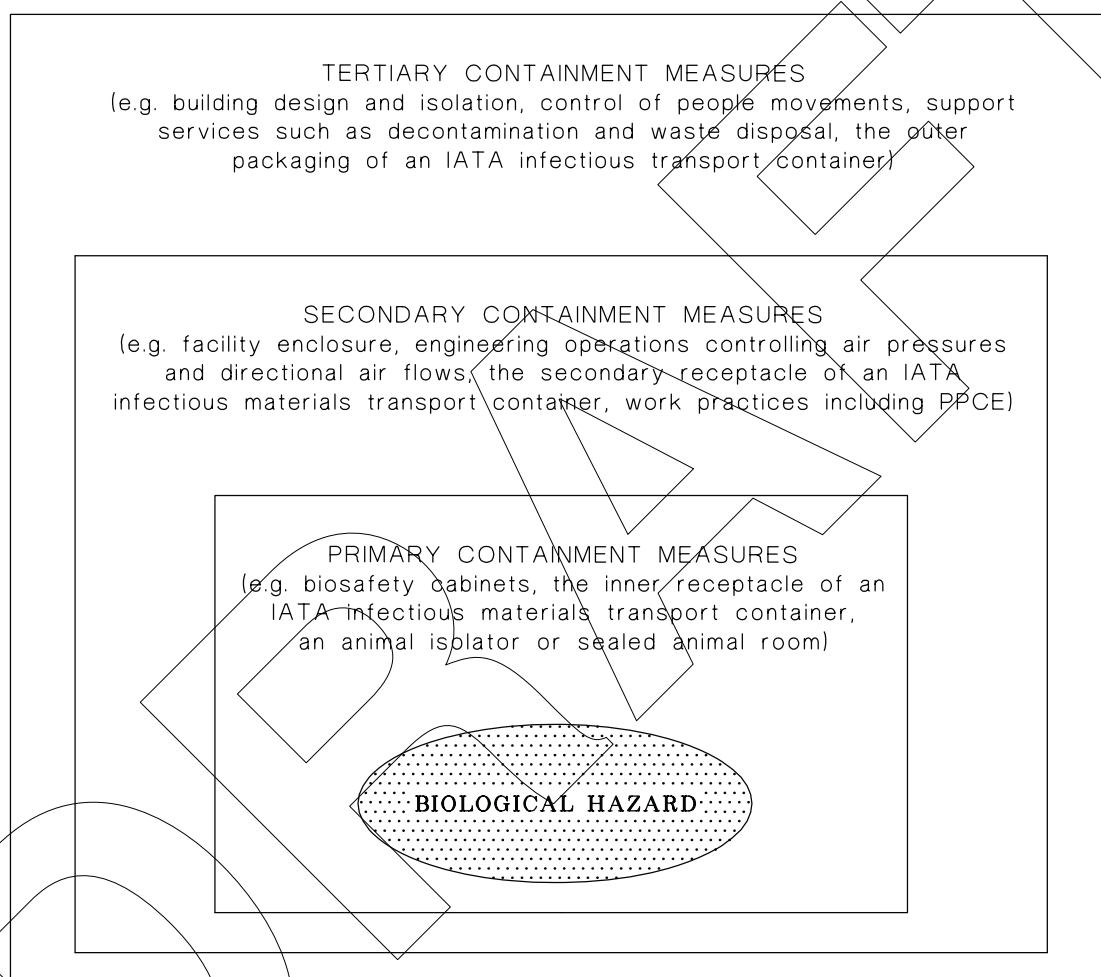 TERTIARY CONTAINMENT MEASURES
(e.g. building design and isolation, control of people movements, support
services such as decontamination and waste disposal, the outer
packaging of an IATA infectious transport container)
SECONDARY CONTAINMENT MEASURES
(e.g. facility enclosure, engineering operations controlling air pressures
and directional air flows, the secondary receptacle of an IATA
infectious materials transport container, work practices including PPCE)
PRIMARY CONTAINMENT MEASURES
(e.g. biosafety cabinets, the inner receptacle of an
IATA infectious materials transport container,
an animal isolator or sealed animal room)
BIOLOGICAL HAZARD